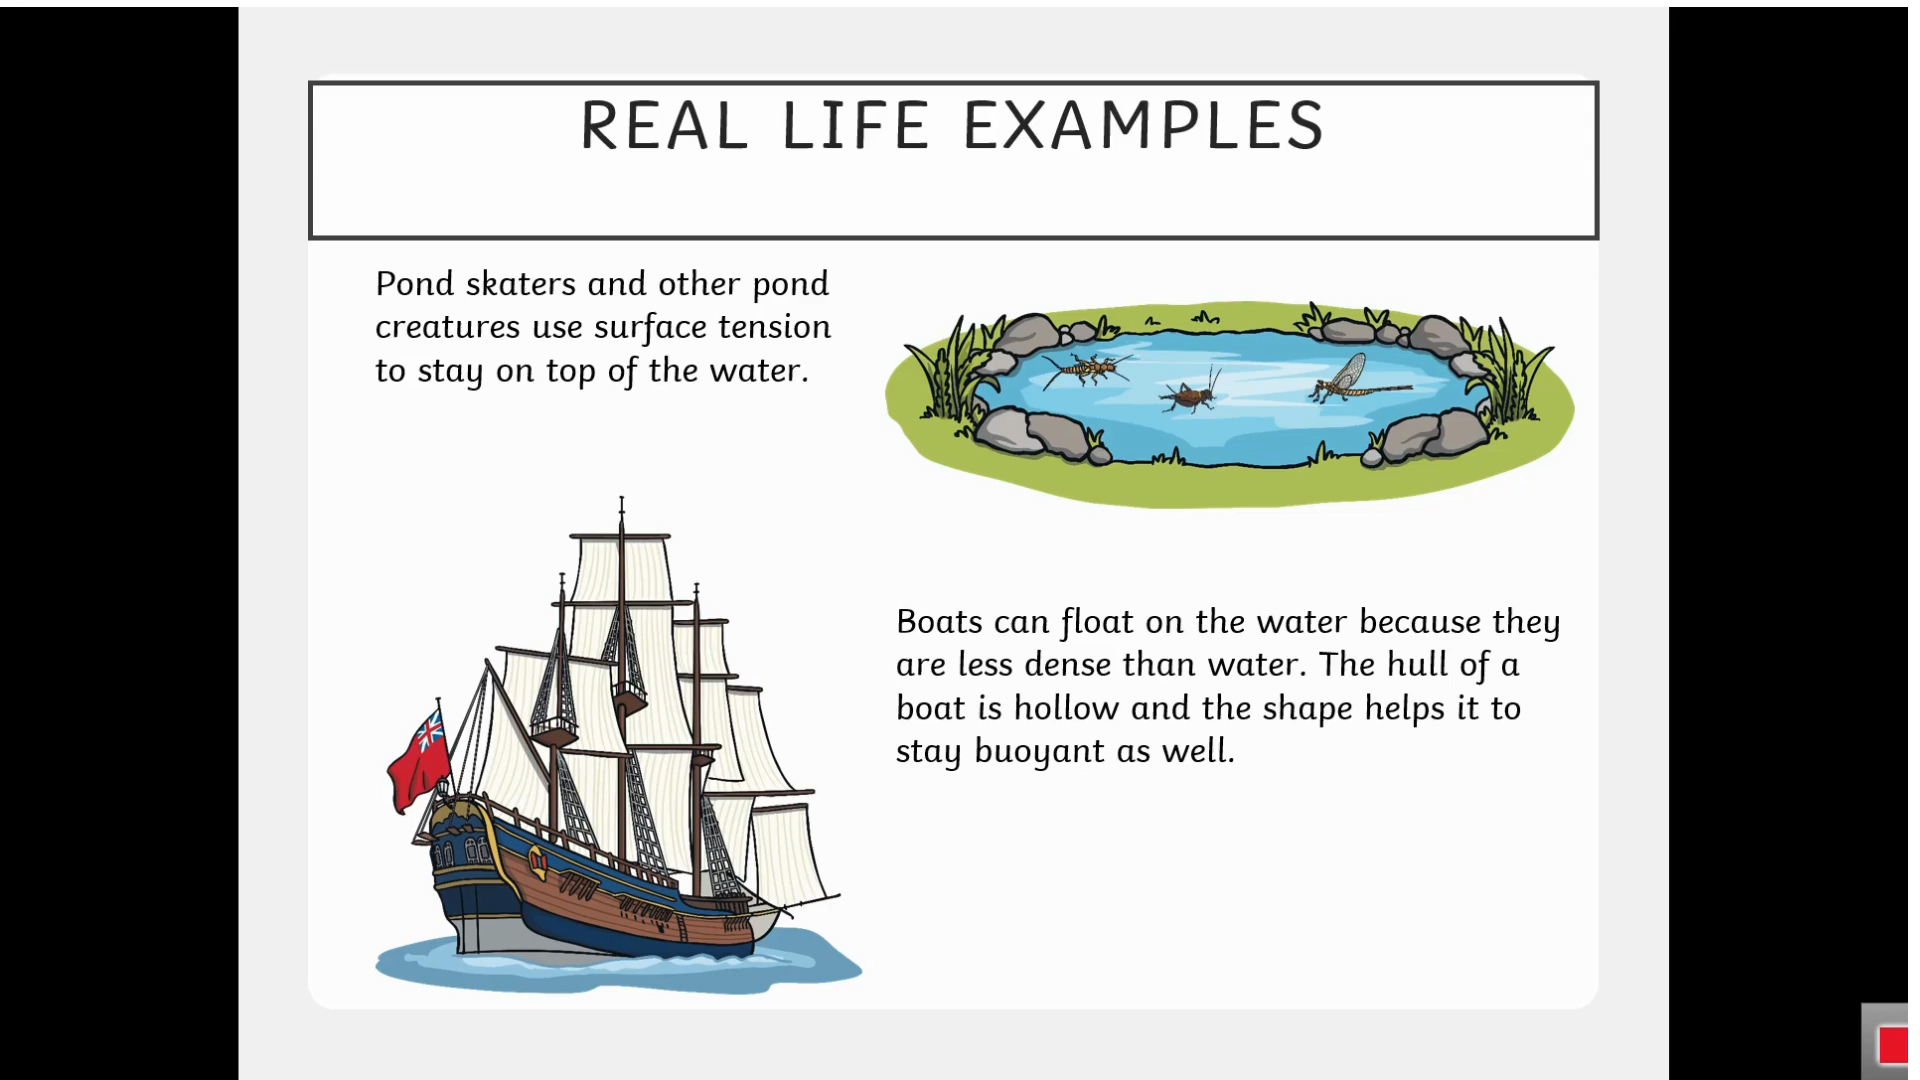 REAL LIFE EXAMPLES
Pond skaters and other pond
creatures use surface tension
to stay on top of the water.
Boats can float on the water because they
are less dense than water. The hull of a
boat is hollow and the shape helps it to
stay buoyant as well.